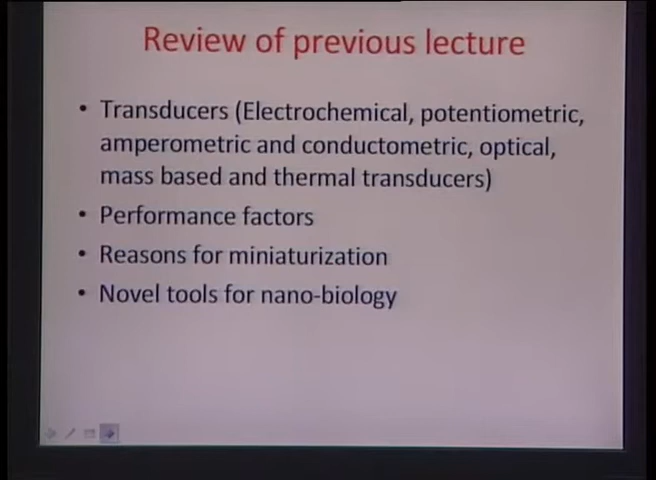 Review of previous lecture
• Transducers (Electrochemical, potentiometric,
amperometric and conductometric, optical,
mass based and thermal transducers)
• Performance factors
• Reasons for miniaturization
• Novel tools for nano-biology